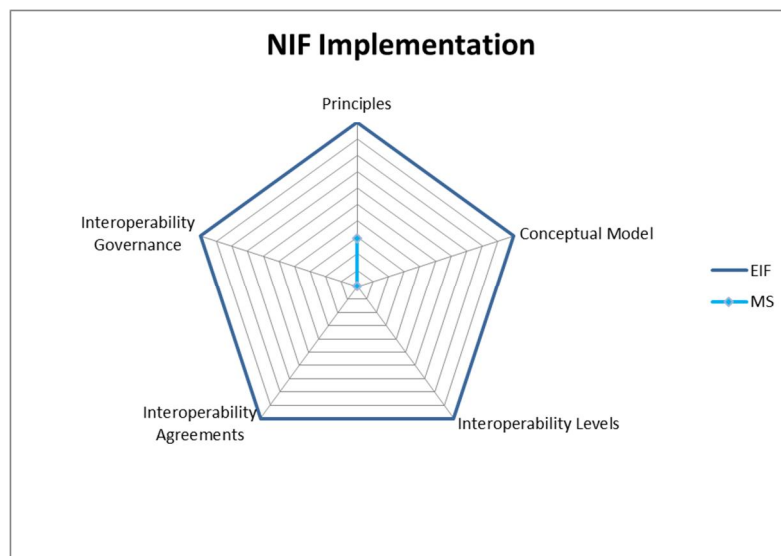 NIF Implementation
Principles
Interoperability
Governance
Conceptual Model
EIF
MS
Interoperability
Agreements
Interoperability Levels